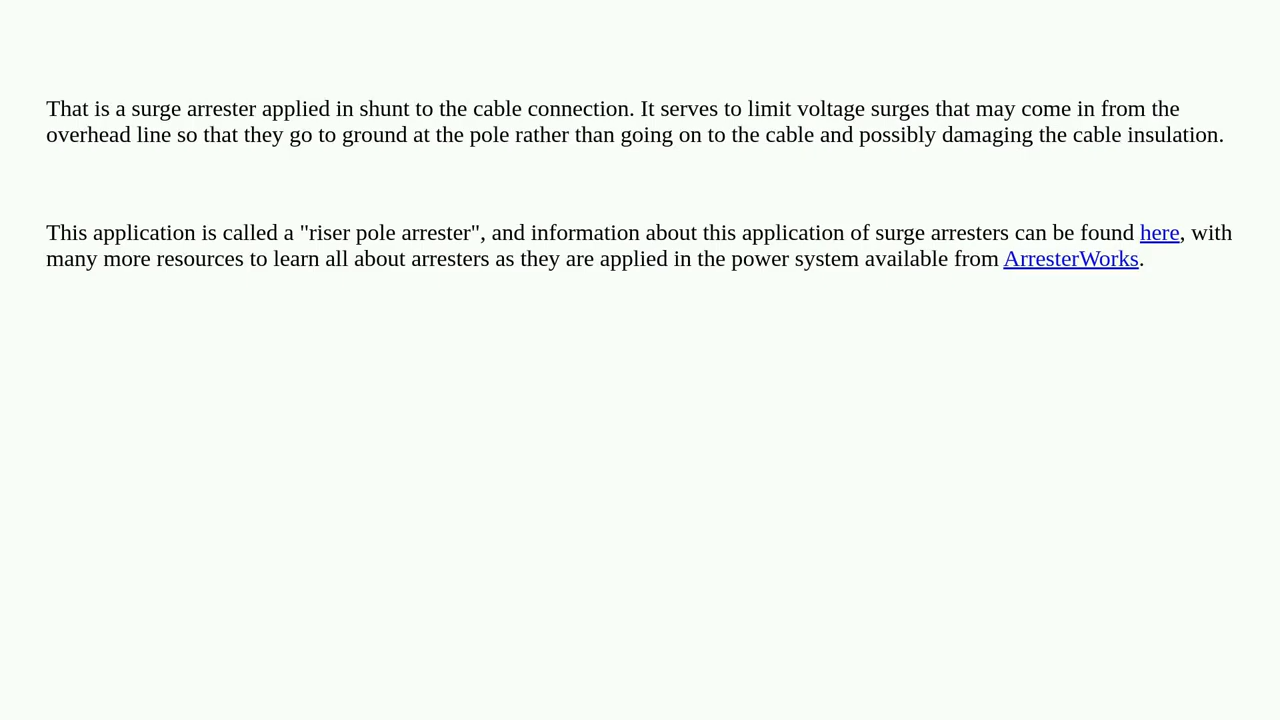 That is a surge arrester applied in shunt to the cable connection. It serves to limit voltage surges that may come in from the
overhead line so that they go to ground at the pole rather than going on to the cable and possibly damaging the cable insulation.
This application is called a "riser pole arrester", and information about this application of surge arresters can be found here, with
many more resources to learn all about arresters as they are applied in the power system available from ArresterWorks.